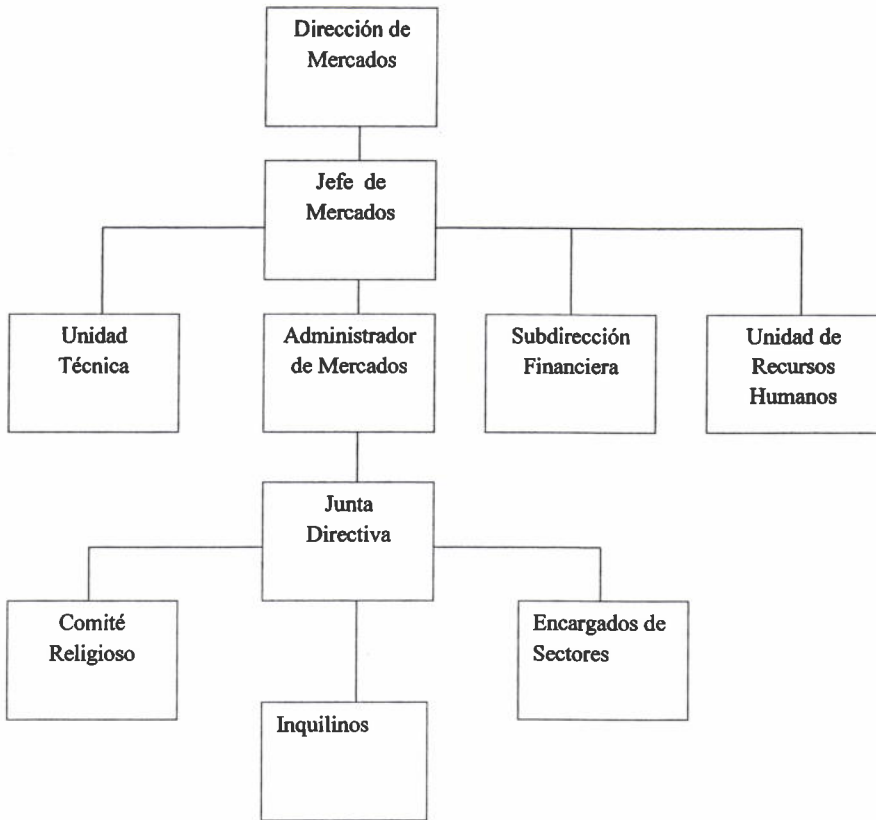 Dirección de
Mercados
Jefe de
Mercados
Unidad
Técnica
Administrador
de Mercados
Subdirección
Financiera
Unidad de
Recursos
Humanos
Junta
Directiva
Comité
Religioso
Encargados de
Sectores
Inquilinos